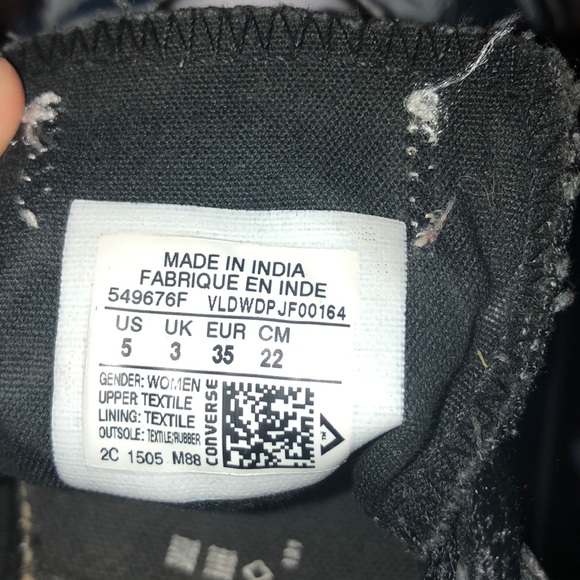 MADE IN INDIA
FABRIQUE EN INDE
549676F VLDWDPJF00164
US UK EUR CM
5 3 35 22
GENDER: WOMEN
UPPER TEXTILE
LINING: TEXTILE
OUTSOLE: TEXTILE/RUBBER
2C 1505 M88
CONVERSE